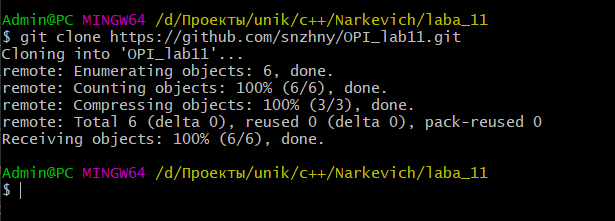 Admin@PC MINGW64 /d/Проекты/unik/c++/Narkevich/laba_11
$ git clone https://github.com/snzhny/OPI_lab11.git
Cloning into 'OPI_lab11'...
remote: Enumerating objects: 6, done.
remote: Counting objects: 100% (6/6), done.
remote: Compressing objects: 100% (3/3), done.
remote: Total 6 (delta 0), reused 0 (delta 0), pack-reused 0
Receiving objects: 100% (6/6), done.
Admin@PC MINGW64 /d/Проекты/unik/c++/Narkevich/laba_11
$